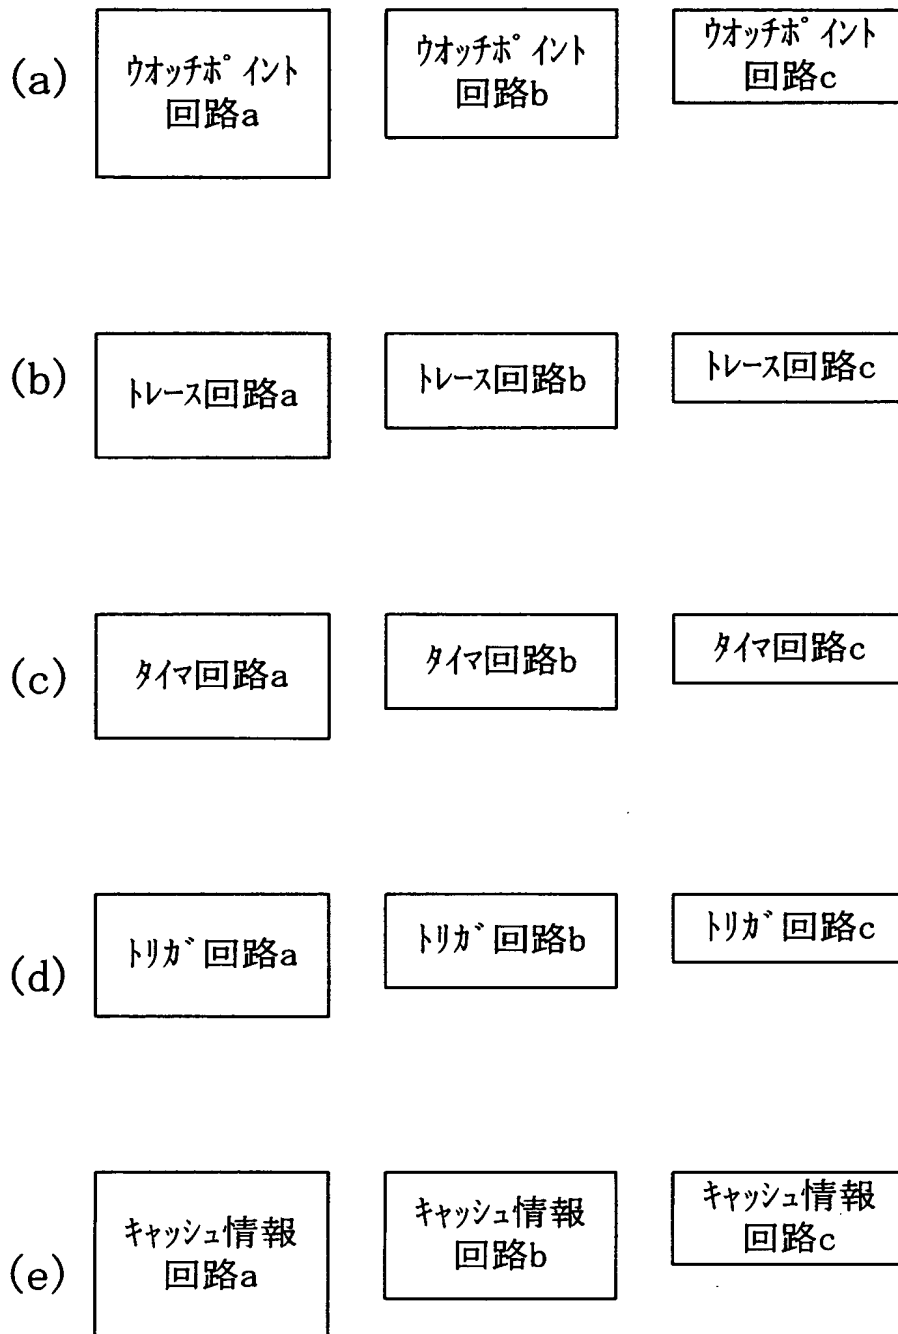 (a)
ｳｵｯﾁﾎﾟｲﾝﾄ
回路a
ｳｵｯﾁﾎﾟｲﾝﾄ
回路b
ｳｵｯﾁﾎﾟｲﾝﾄ
回路c
(b)
ﾄﾚｰｽ回路a
ﾄﾚｰｽ回路b
ﾄﾚｰｽ回路c
(c)
ﾀｲﾏ回路a
ﾀｲﾏ回路b
ﾀｲﾏ回路c
(d)
ﾄﾘｶﾞ回路a
ﾄﾘｶﾞ回路b
ﾄﾘｶﾞ回路c
(e)
ｷｬｯｼｭ情報
回路a
ｷｬｯｼｭ情報
回路b
ｷｬｯｼｭ情報
回路c